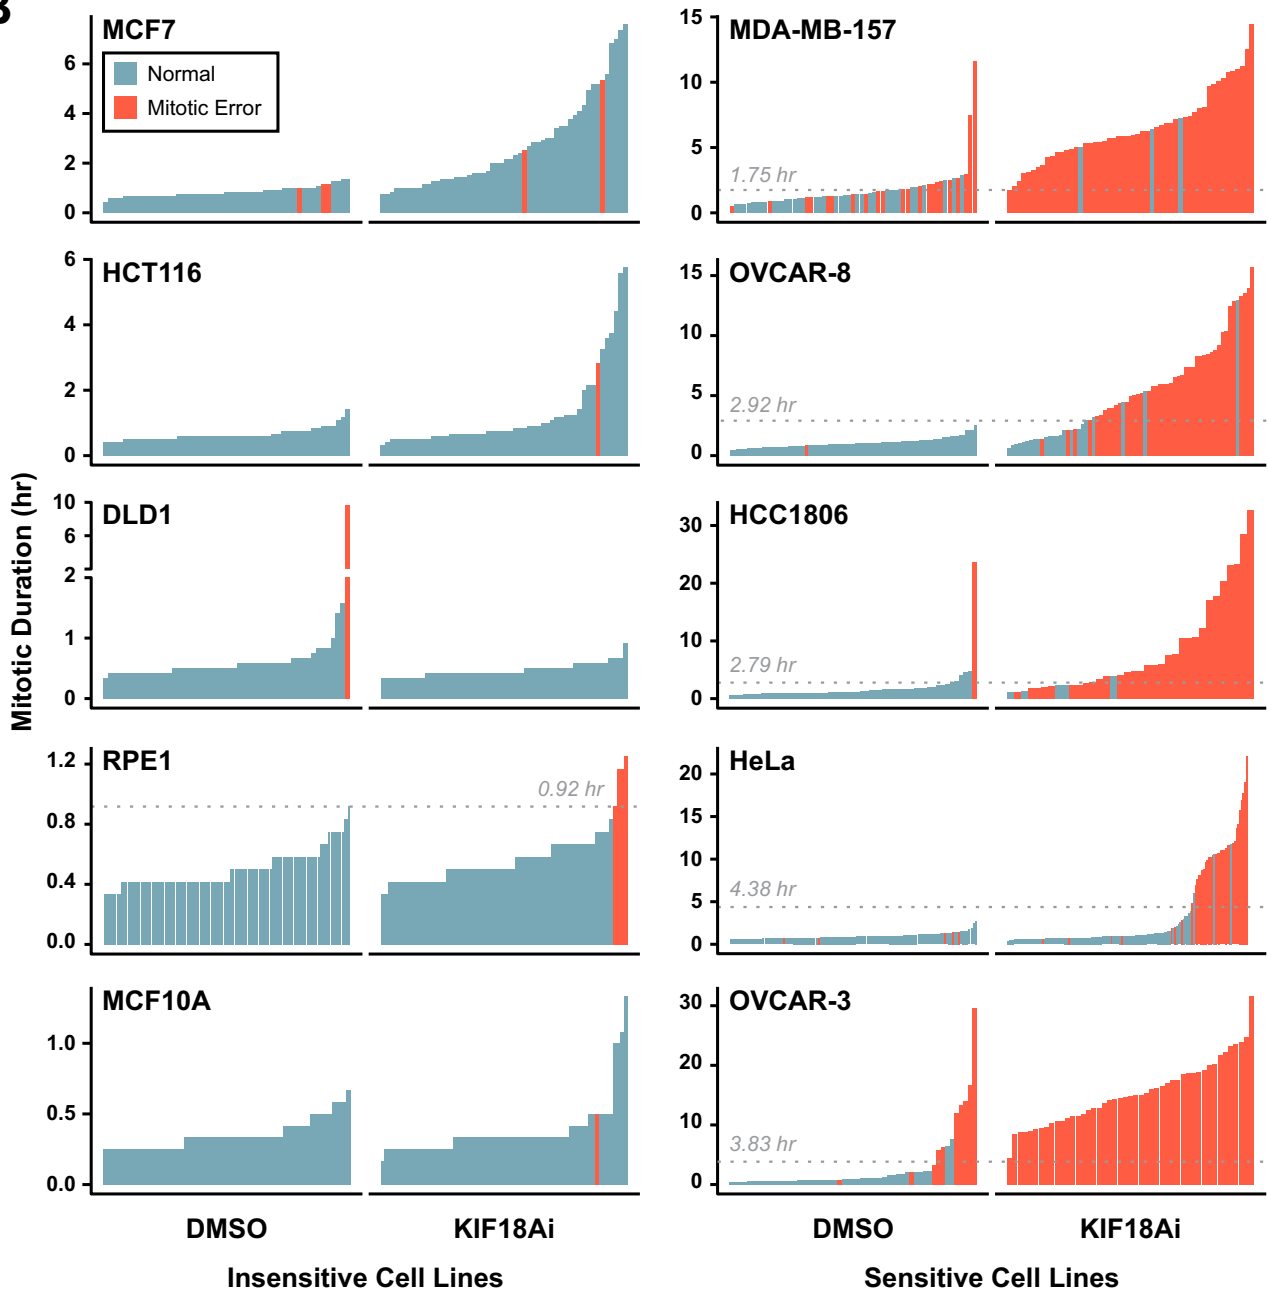 B
MCF7
Normal
Mitotic Error
6
4
2
0
MDA-MB-157
15
10
5
0
1.75 hr
HCT116
6
4
2
0
OVCAR-8
15
10
5
0
2.92 hr
DLD1
10
6
2
1
0
HCC1806
30
20
10
0
2.79 hr
RPE1
1.2
0.8
0.4
0.0
0.92 hr
HeLa
20
15
10
5
0
4.38 hr
MCF10A
1.0
0.5
0.0
OVCAR-3
30
20
10
0
3.83 hr
Mitotic Duration (hr)
DMSO
KIF18Ai
DMSO
KIF18Ai
Insensitive Cell Lines
Sensitive Cell Lines